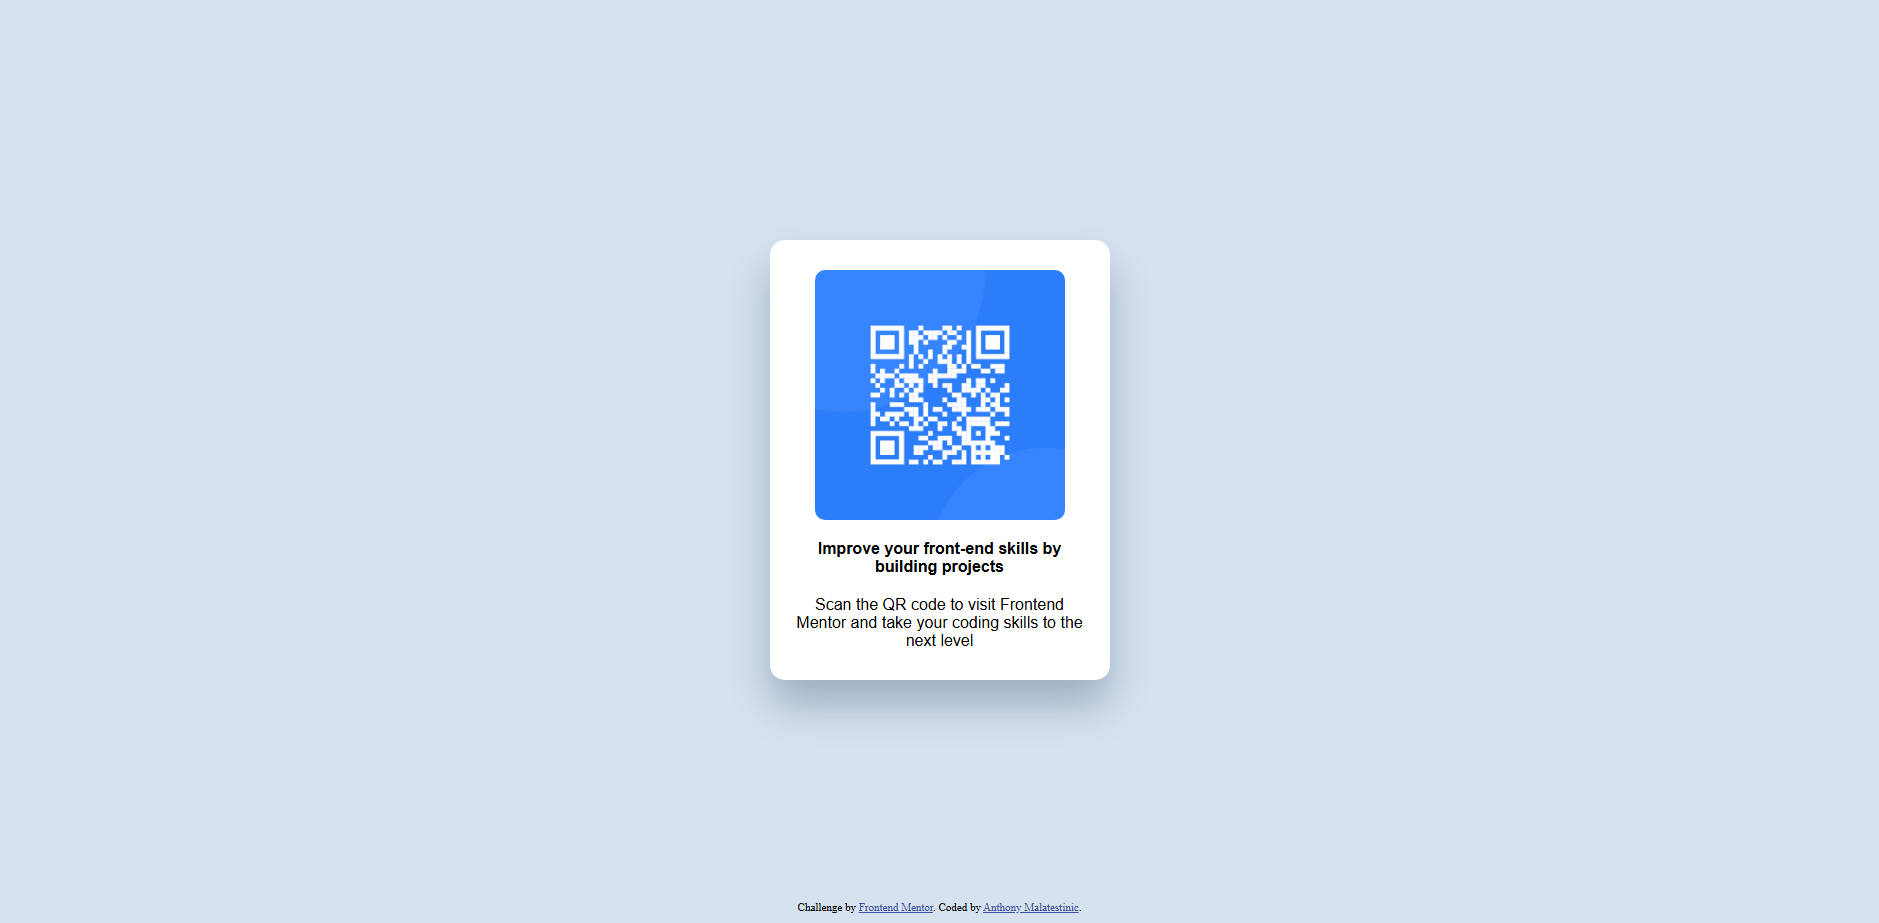 Improve your front-end skills by
building projects
Scan the QR code to visit Frontend
Mentor and take your coding skills to the
next level
Challenge by Frontend Mentor. Coded by Anthony Malatestinic.